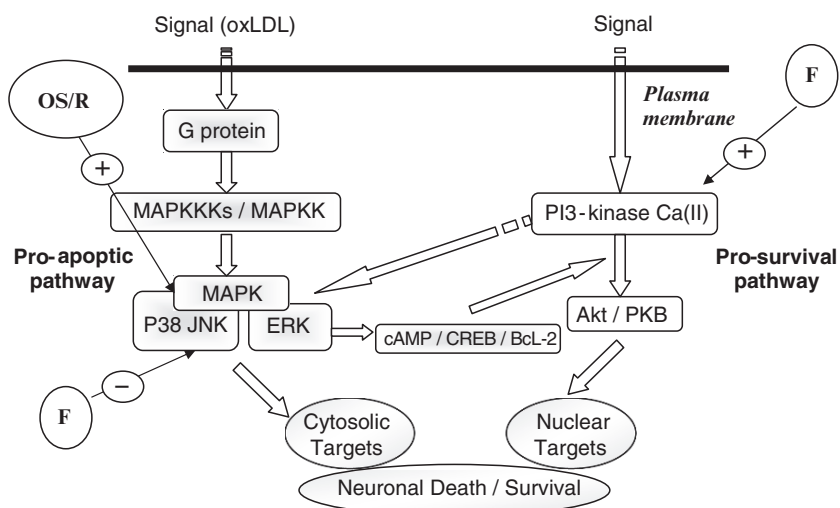 Signal (oxLDL)
Signal
F
OS/R
Plasma
membrane
G protein
+
+
MAPKKKs / MAPKK
PI3-kinase Ca(II)
Pro-apoptic
pathway
Pro-survival
pathway
MAPK
P38 JNK
ERK
cAMP / CREB / BcL-2
Akt / PKB
F
−
Cytosolic
Targets
Nuclear
Targets
Neuronal Death / Survival